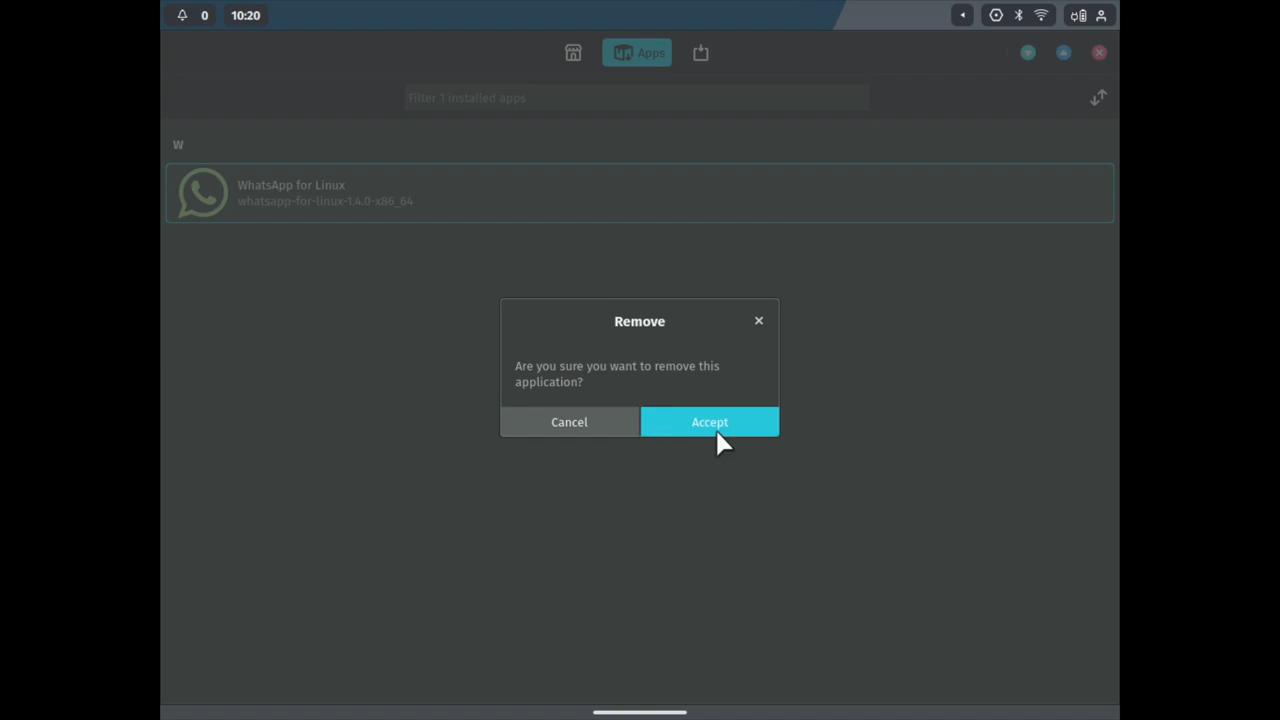 0 10:20
Apps
Filter 1 installed apps
W
WhatsApp for Linux
whatsapp-for-linux-1.4.0-x86_64
Remove
Are you sure you want to remove this
application?
Cancel Accept